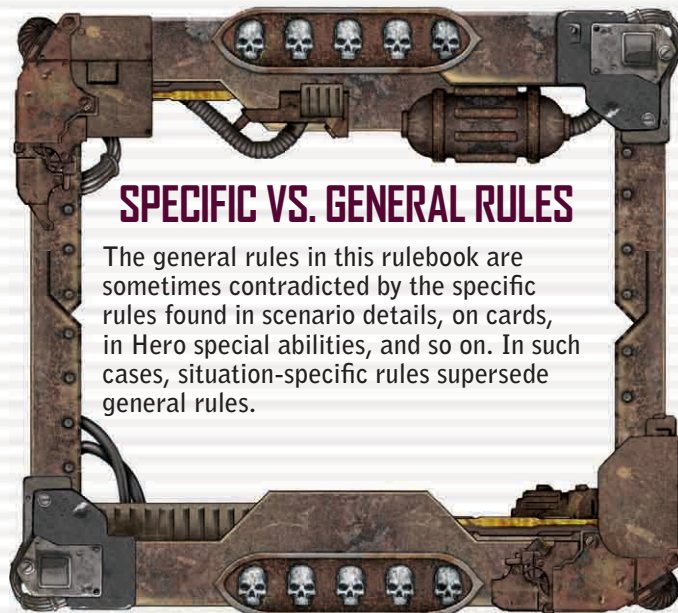 SPECIFIC VS. GENERAL RULES
The general rules in this rulebook are
sometimes contradicted by the specific
rules found in scenario details, on cards,
in Hero special abilities, and so on. In such
cases, situation-specific rules supersede
general rules.